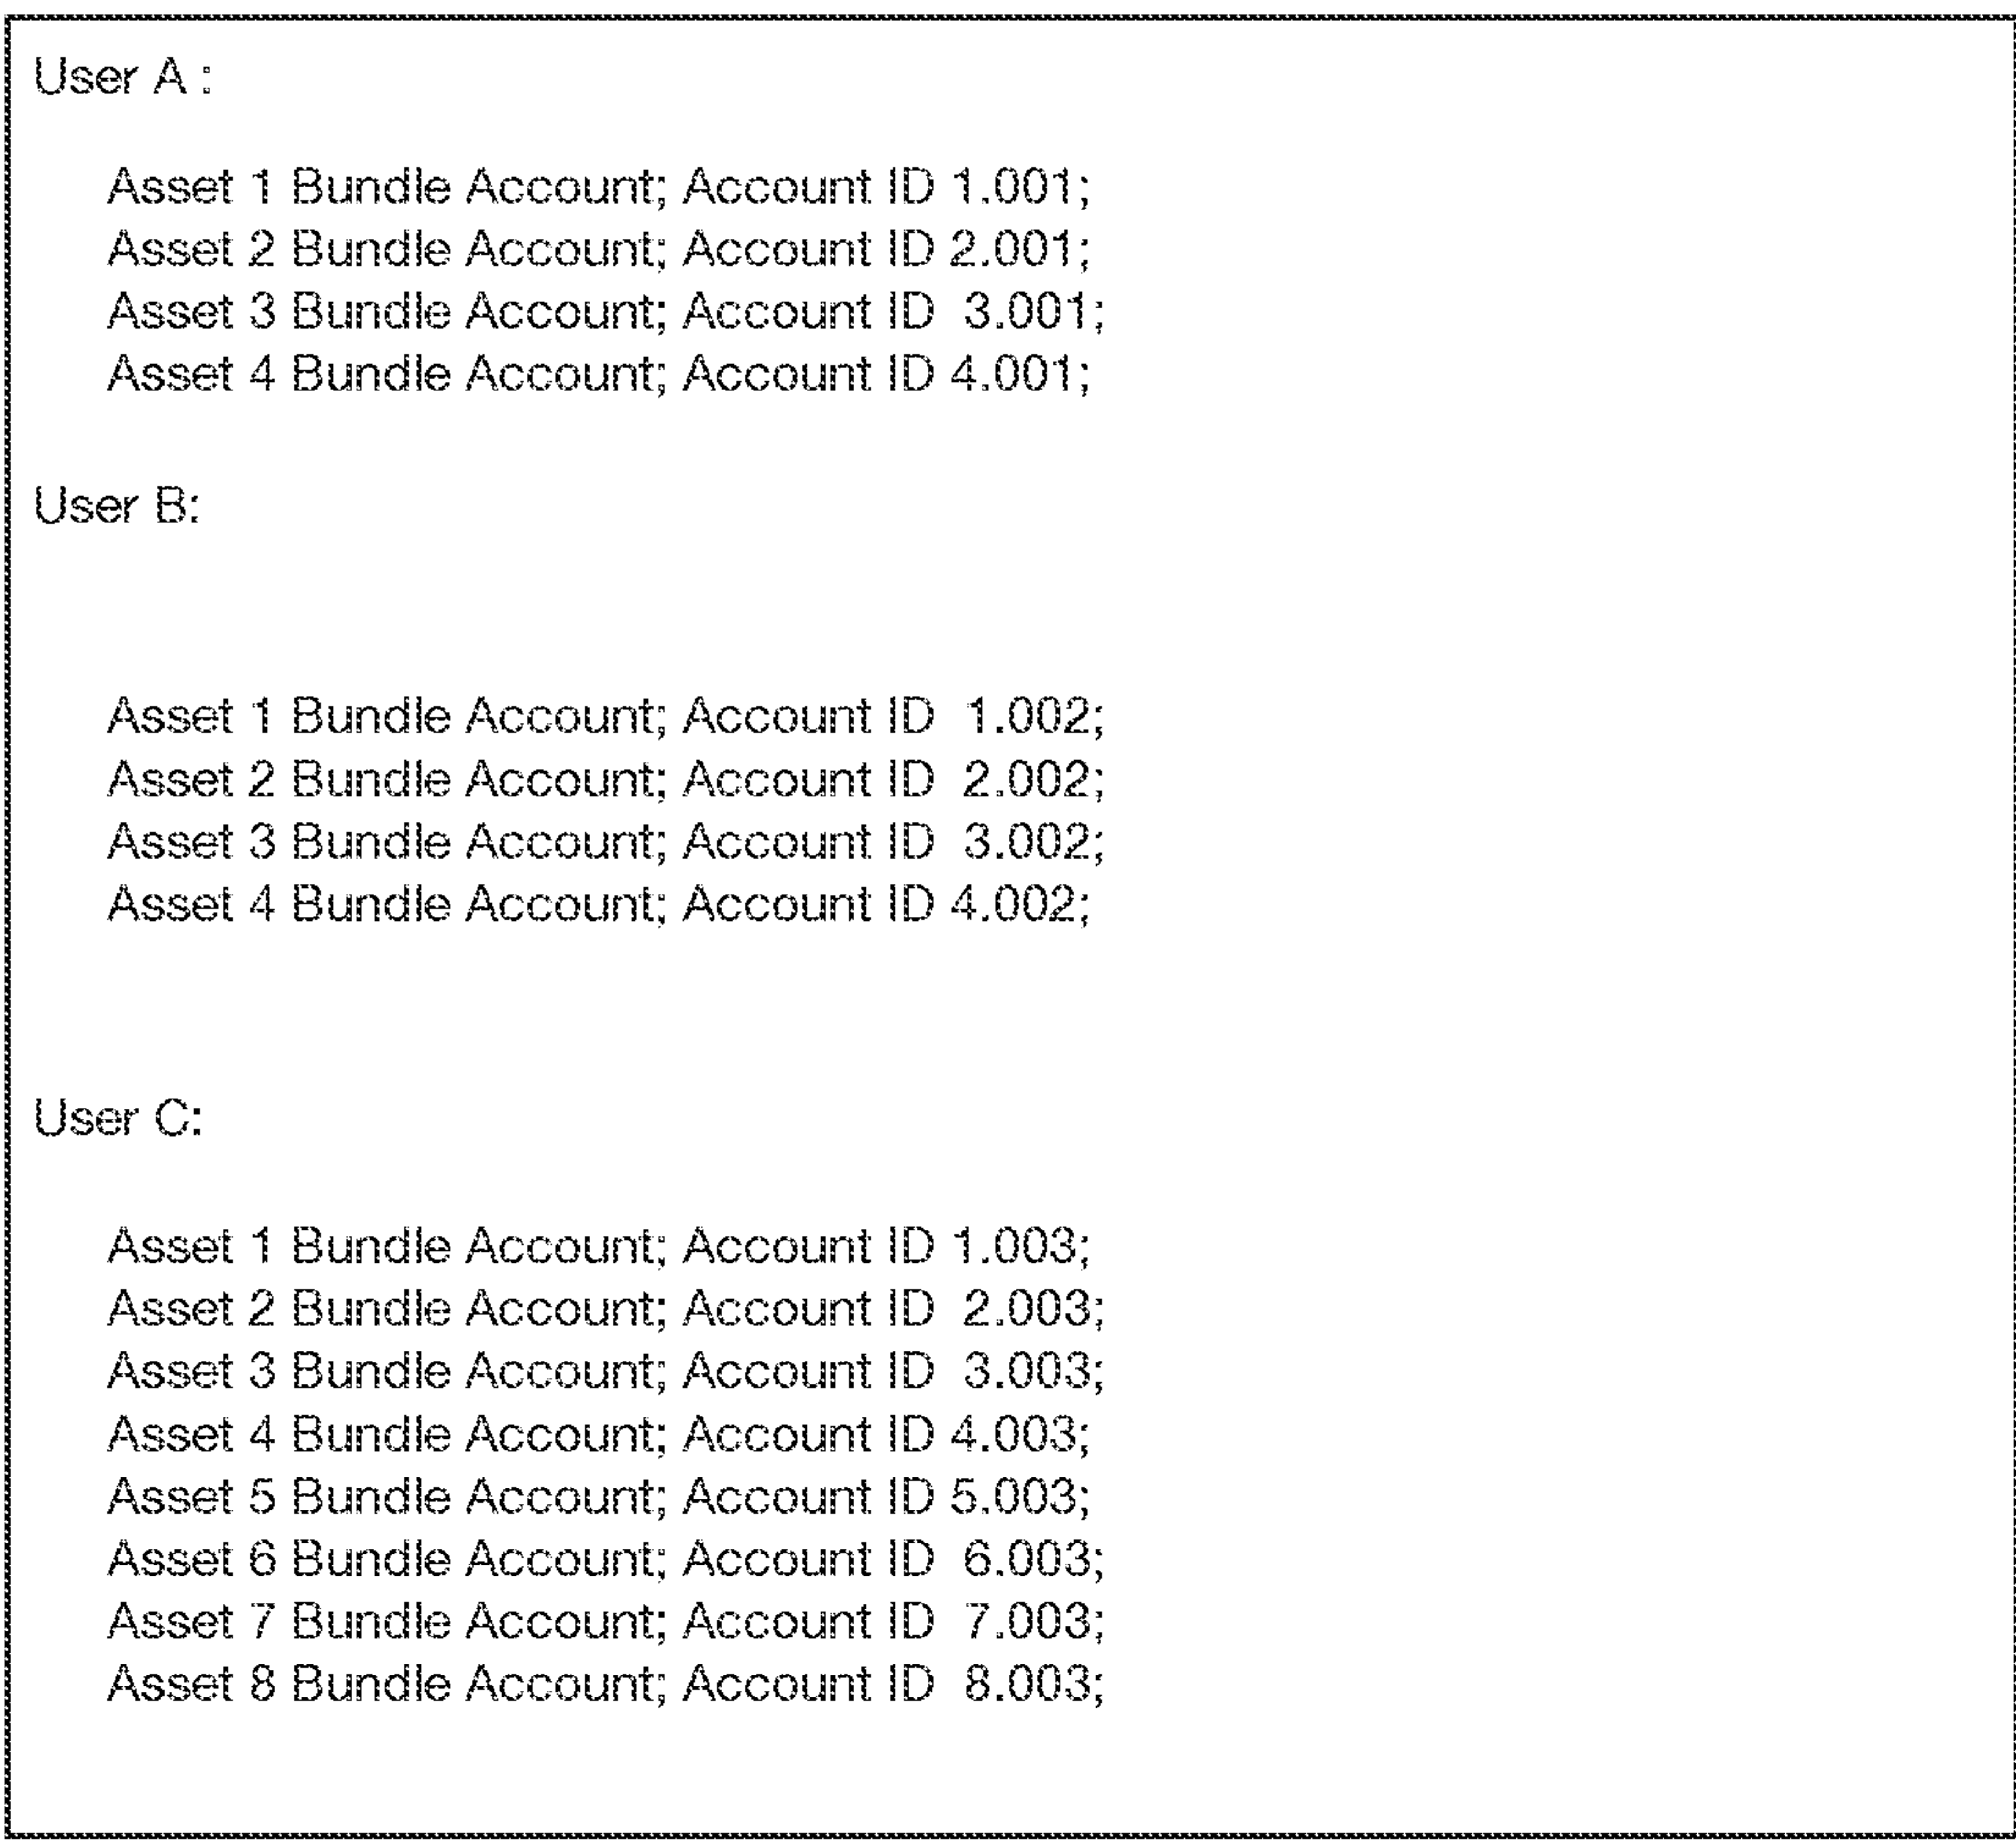 User A :
Asset 1 Bundle Account; Account ID 1.001;
Asset 2 Bundle Account; Account ID 2.001;
Asset 3 Bundle Account; Account ID  3.001;
Asset 4 Bundle Account; Account ID 4.001;
User B:
Asset 1 Bundle Account; Account ID  1.002;
Asset 2 Bundle Account; Account ID  2.002;
Asset 3 Bundle Account; Account ID  3.002;
Asset 4 Bundle Account; Account ID 4.002;
User C:
Asset 1 Bundle Account; Account ID 1.003;
Asset 2 Bundle Account; Account ID  2.003;
Asset 3 Bundle Account; Account ID  3.003;
Asset 4 Bundle Account; Account ID 4.003;
Asset 5 Bundle Account; Account ID 5.003;
Asset 6 Bundle Account; Account ID  6.003;
Asset 7 Bundle Account; Account ID  7.003;
Asset 8 Bundle Account; Account ID  8.003;